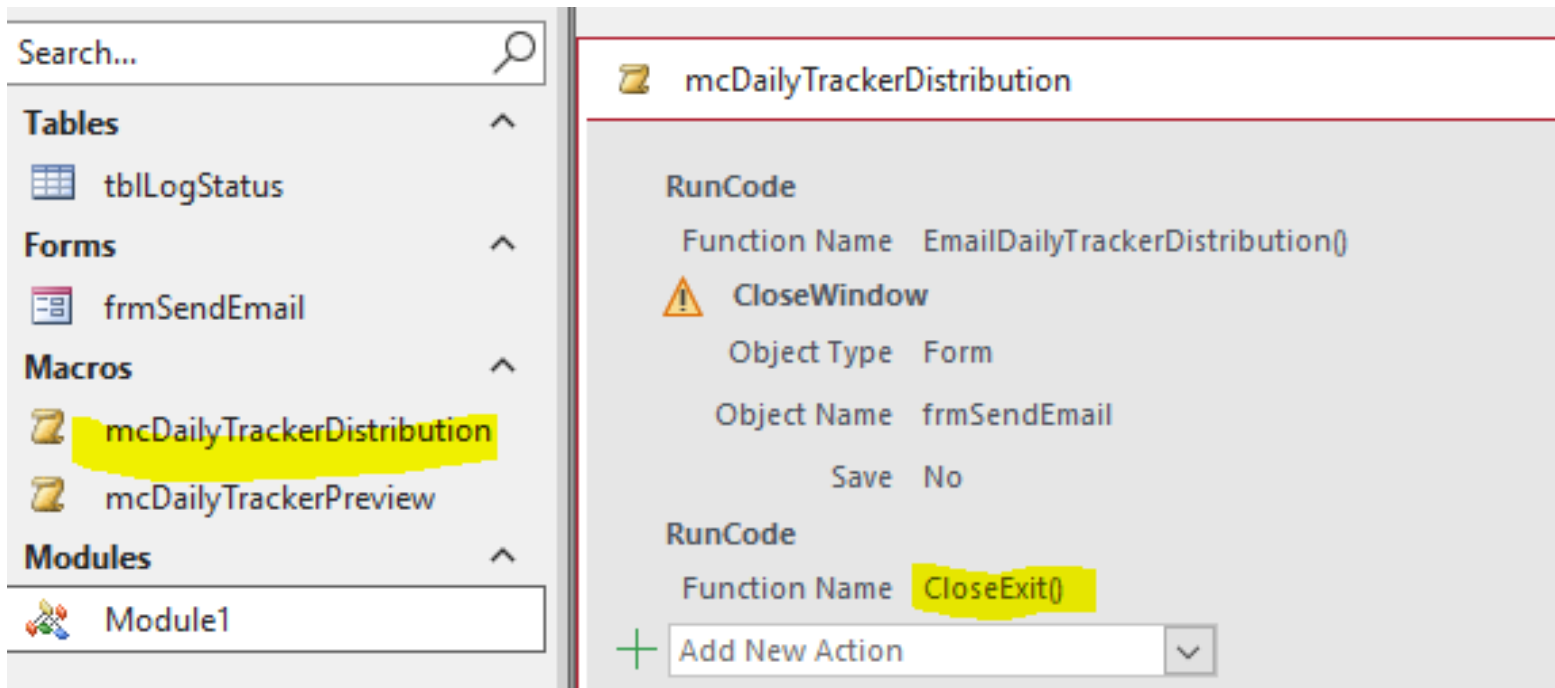 Search...
Tables
tblLogStatus
Forms
frmSendEmail
Macros
mcDailyTrackerDistribution
mcDailyTrackerPreview
Modules
Module1
mcDailyTrackerDistribution
RunCode
Function Name EmailDailyTrackerDistribution()
CloseWindow
Object Type Form
Object Name frmSendEmail
Save No
RunCode
Function Name CloseExit()
Add New Action